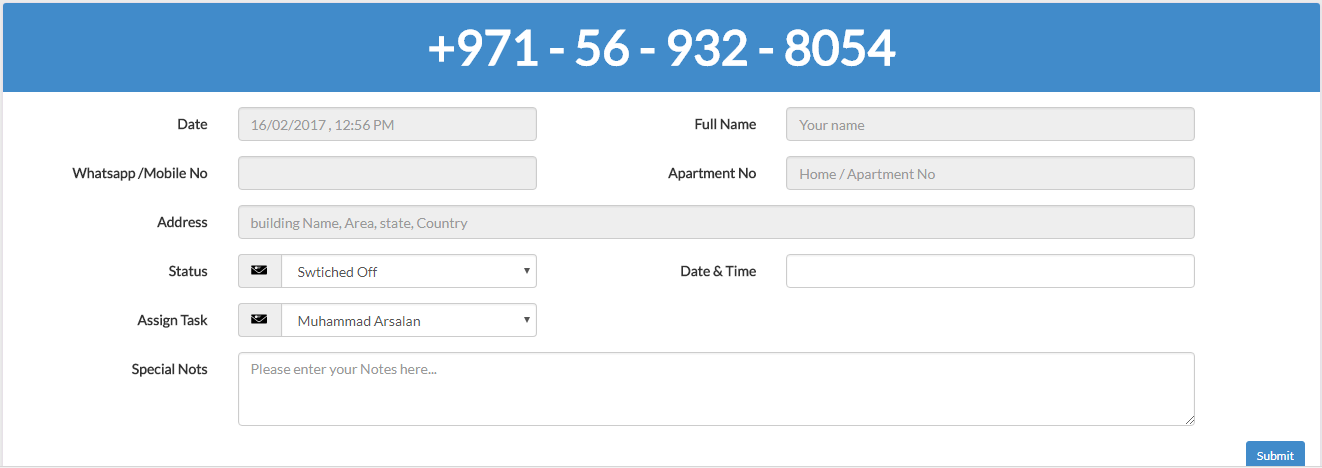 +971 - 56 - 932 - 8054
Date 16/02/2017 , 12:56 PM Full Name Your name
Whatsapp /Mobile No Apartment No Home / Apartment No
Address building Name, Area, state, Country
Status Swtiched Off Date & Time
Assign Task Muhammad Arsalan
Special Nots Please enter your Notes here...
Submit